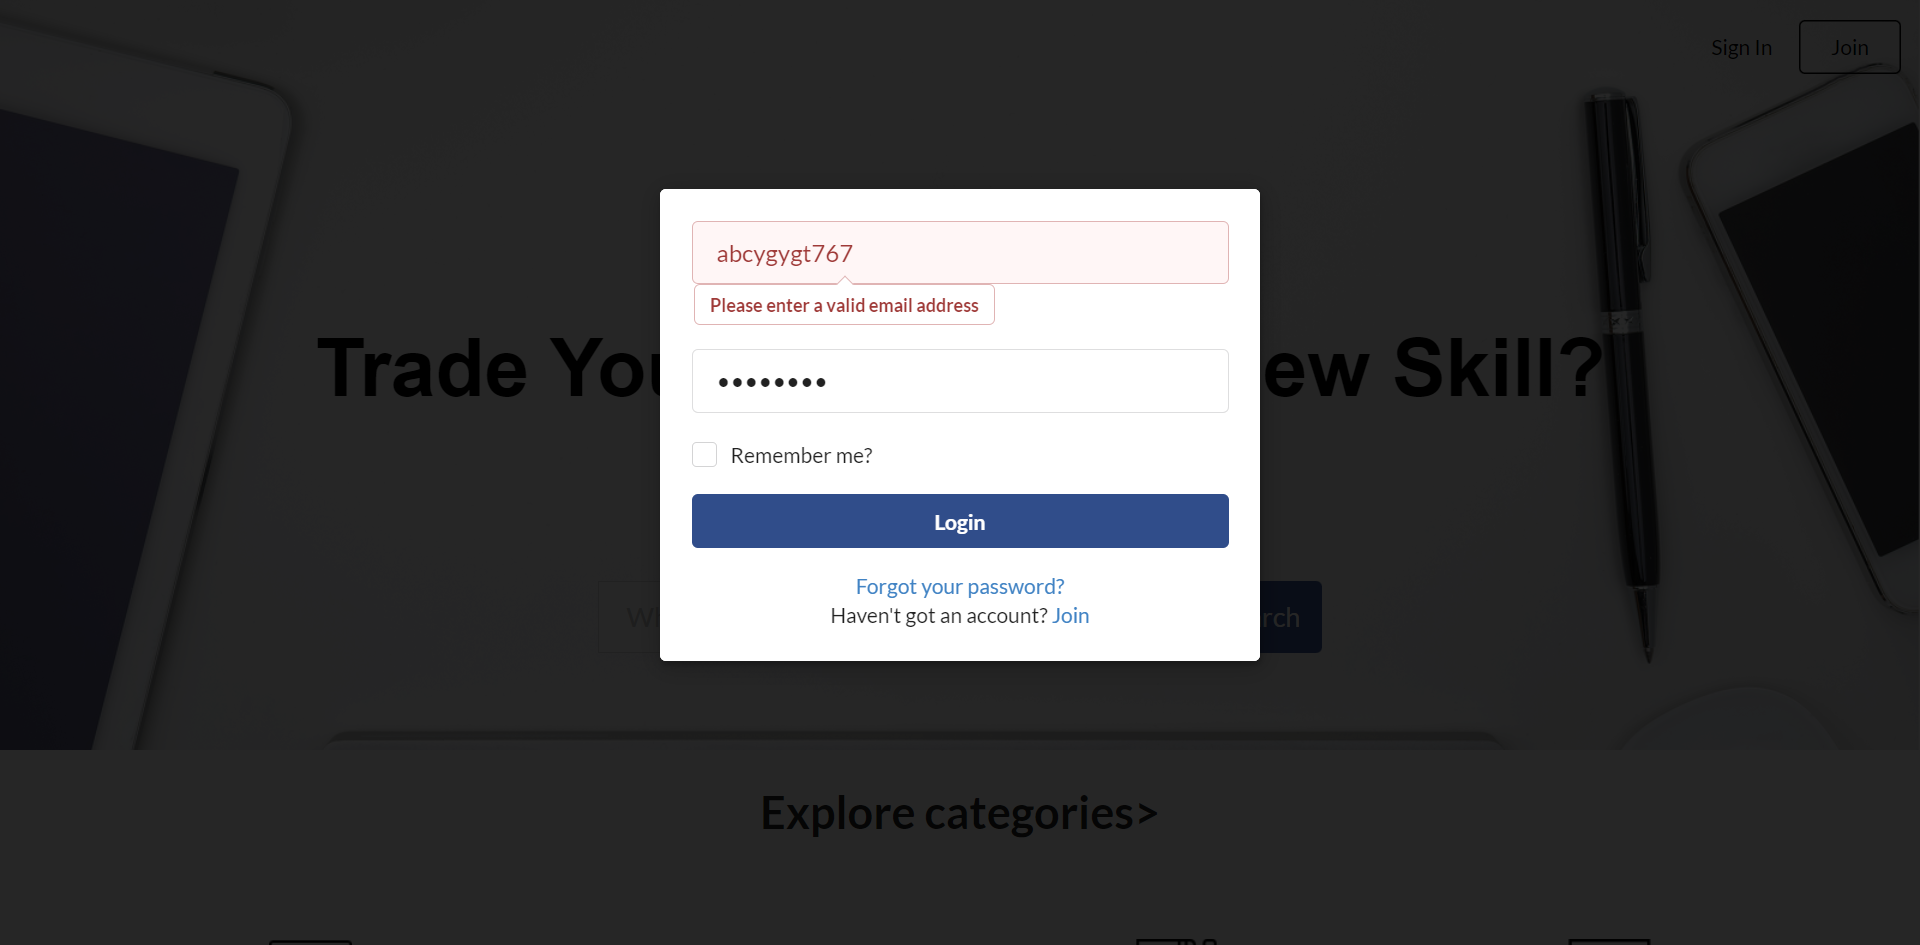 Sign In
Join
abcygygt767
Please enter a valid email address
Trade You ew Skill?
••••••••
Remember me?
Login
Forgot your password?
Wh rch
Haven't got an account? Join
Explore categories>